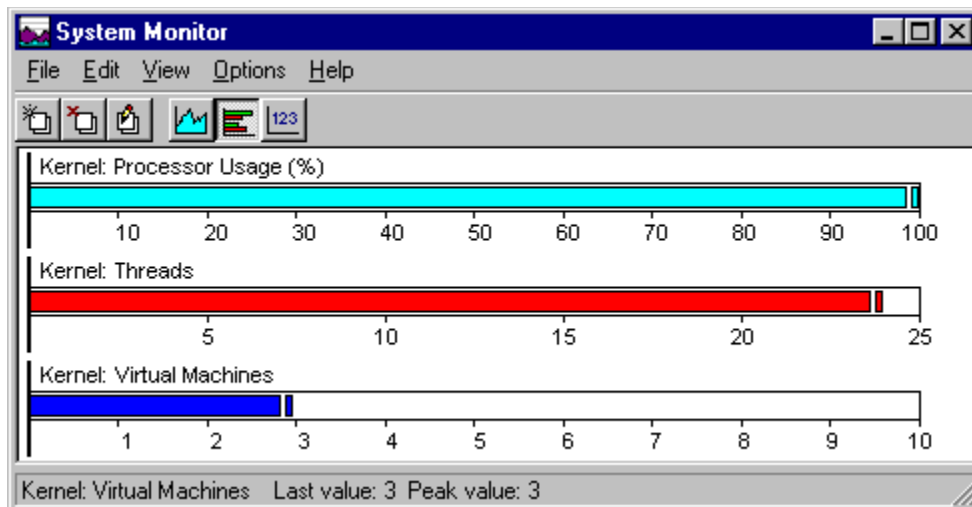 System Monitor
File Edit View Options Help
123
Kernel: Processor Usage (%)
10 20 30 40 50 60 70 80 90 100
Kernel: Threads
5 10 15 20 25
Kernel: Virtual Machines
1 2 3 4 5 6 7 8 9 10
Kernel: Virtual Machines Last value: 3 Peak value: 3